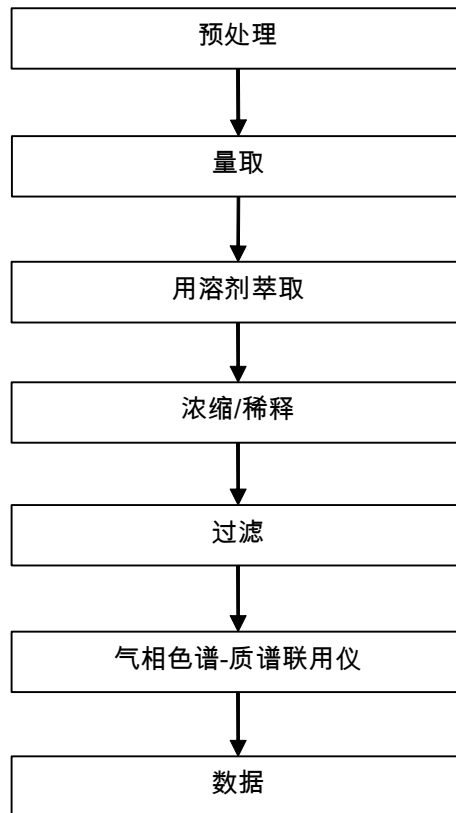 预处理
量取
用溶剂萃取
浓缩/稀释
过滤
气相色谱-质谱联用仪
数据